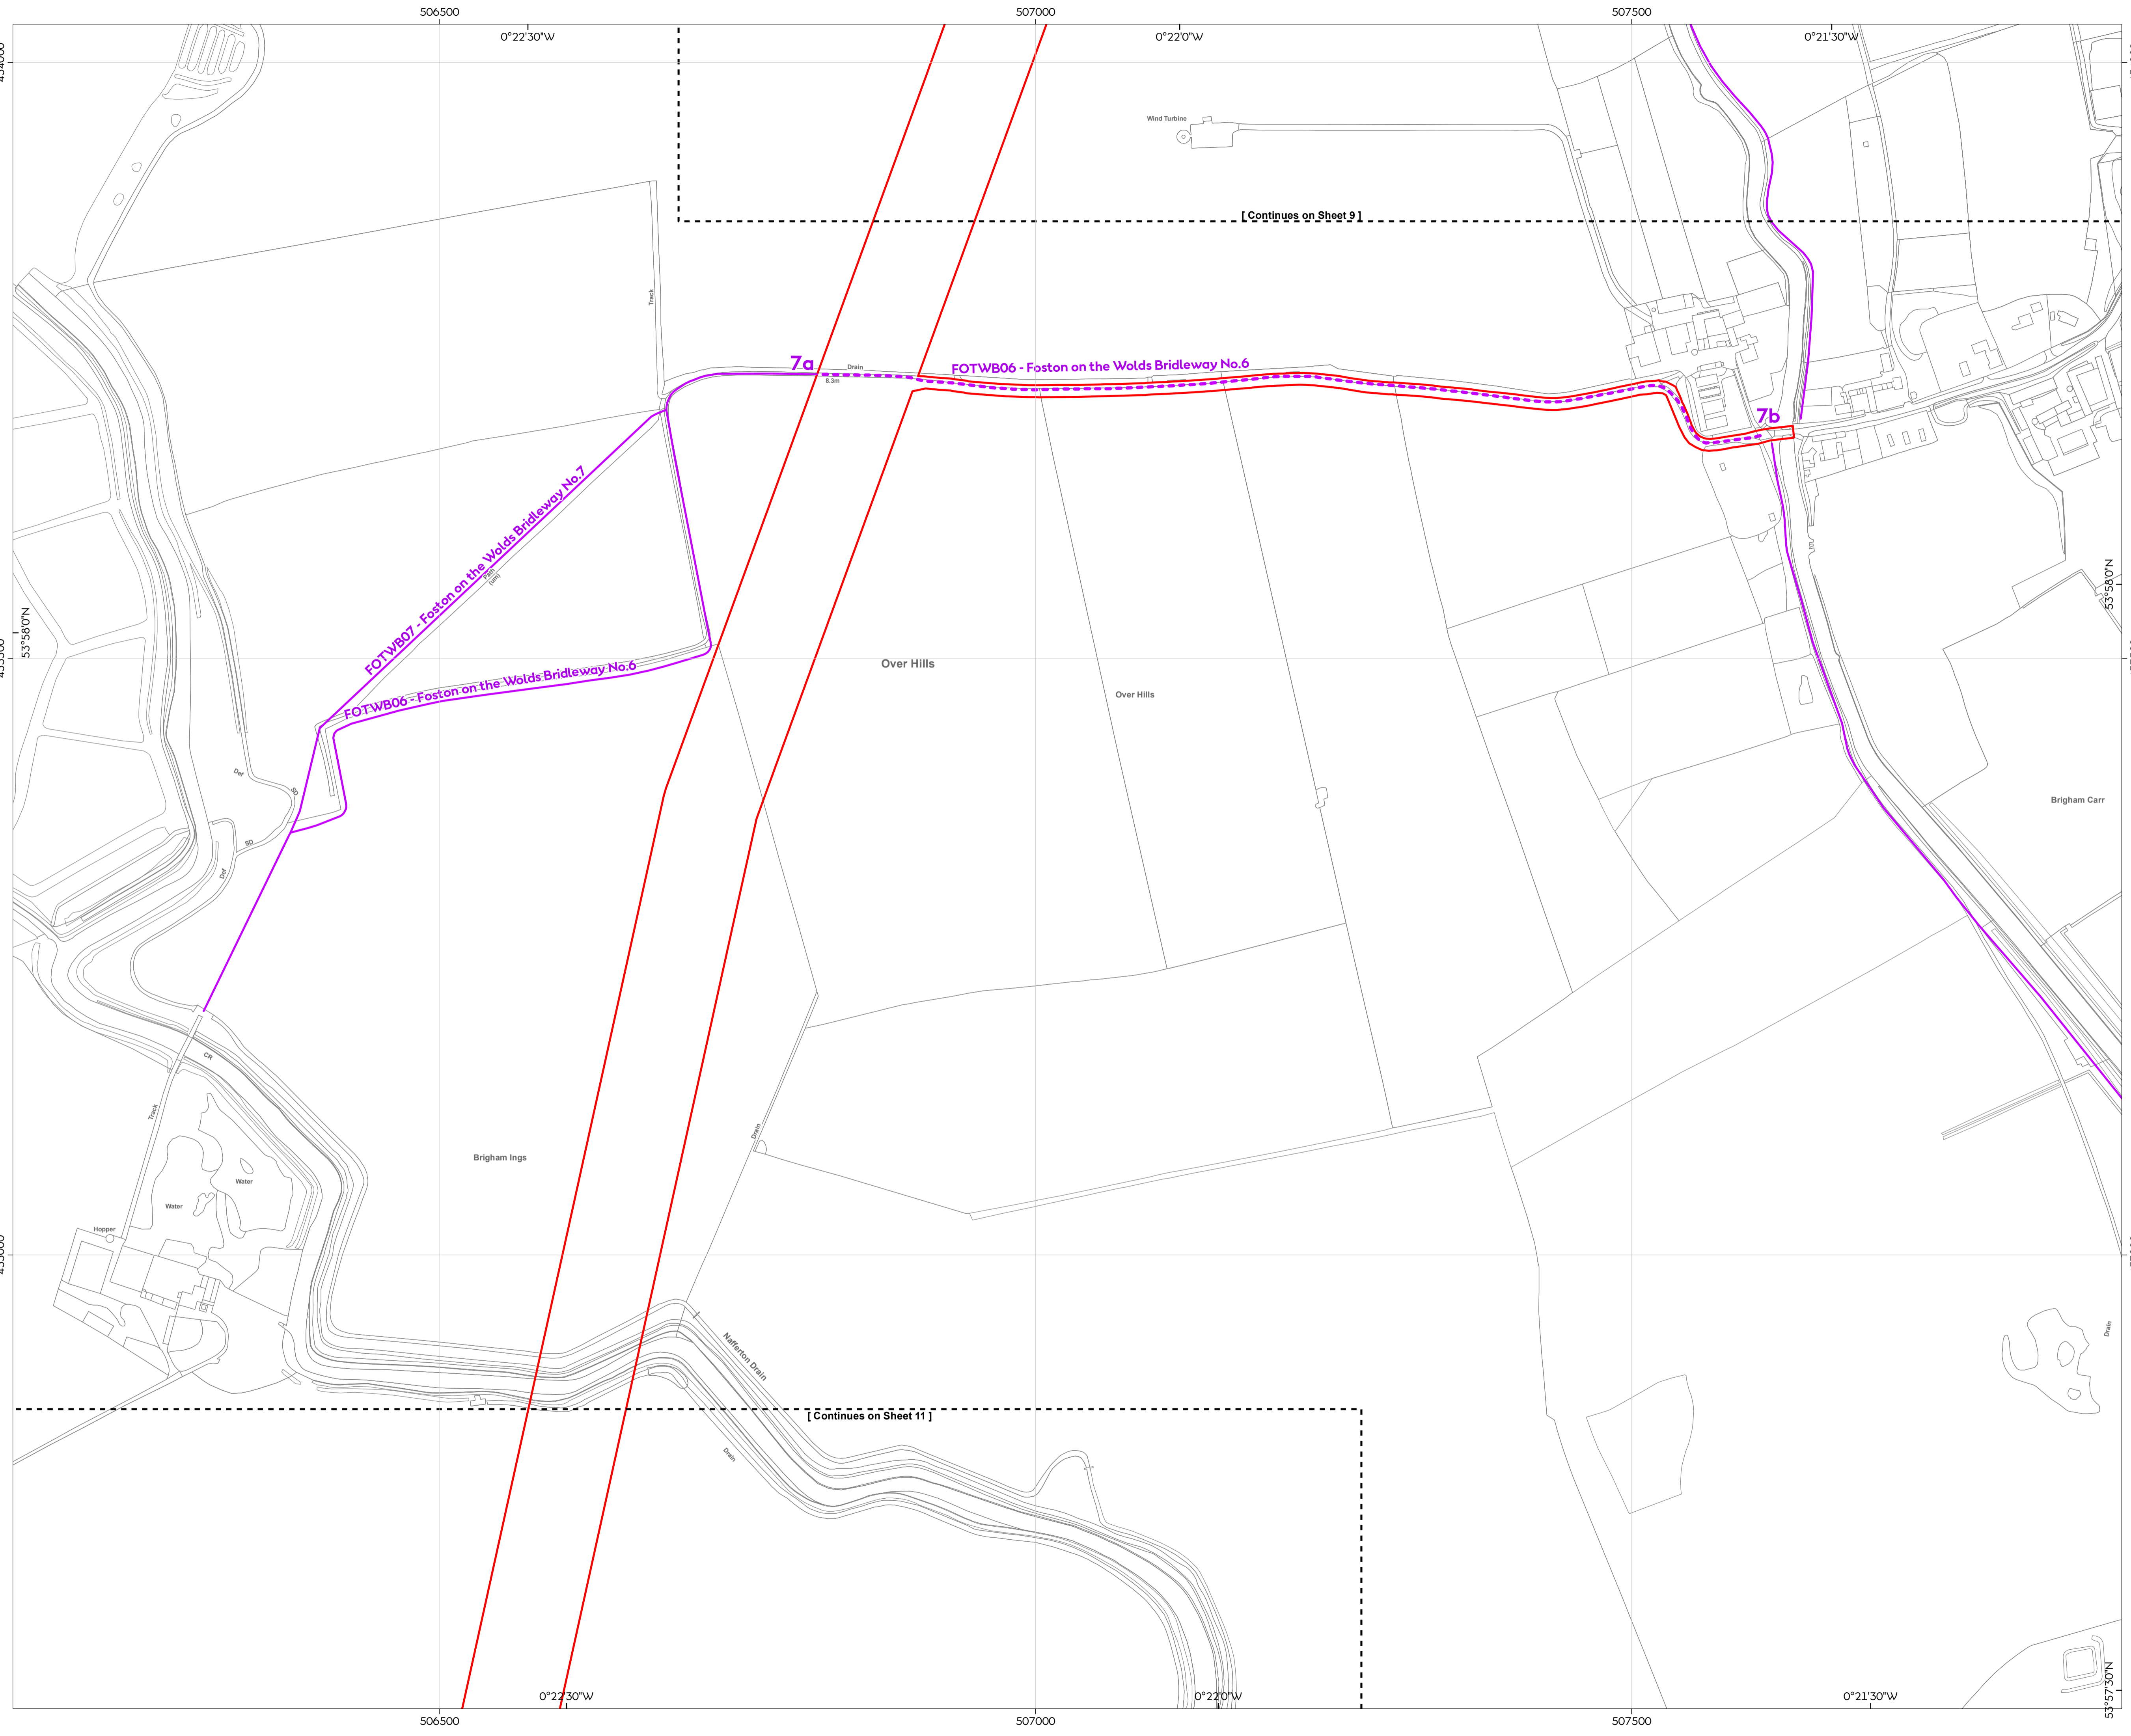 506500
507000
507500
0°22'30"W
0°22'0"W
0°21'30"W
Wind Turbine
[ Continues on Sheet 9 ]
Track
7a
Drain
8.3m
FOTWB06 - Foston on the Wolds Bridleway No.6
7b
FOTWB07 - Foston on the Wolds Bridleway No.7
Path
(um)
53°58'0"N
53°58'0"N
FOTWB06 - Foston on the Wolds Bridleway No.6
Over Hills
Over Hills
Def
SD
SD
Def
Brigham Carr
CR
Track
Drain
Brigham Ings
Water
Water
Hopper
Nafferton Drain
Drain
[ Continues on Sheet 11 ]
Drain
53°57'30"N
0°22'30"W
0°22'0"W
0°21'30"W
506500
507000
507500